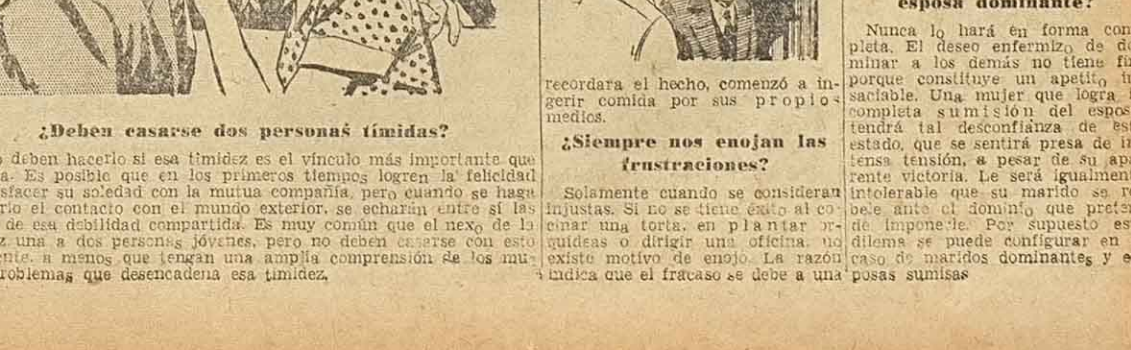 ¿Deben casarse dos personas tímidas?
deben hacerlo si esa timidez es el vínculo más importante que
a. Es posible que en los primeros tiempos logren la felicidad
sfacer su soledad con la mutua compañía, pero cuando se haga
rio el contacto con el mundo exterior, se echarán entre sí las
de esa debilidad compartida. Es muy común que el nexo de la
z una a dos personas jóvenes, pero no deben casarse con esto
ente, a menos que tengan una amplia comprensión de los mu-
roblemas que desencadena esa timidez.
recordara el hecho, comenzó a in-
gerir comida por sus propios
medios.
¿Siempre nos enojan las
frustraciones?
Solamente cuando se consideran
injustas. Si no se tiene éxito al co-
cinar una torta, en plantar or-
quídeas o dirigir una oficina, no
existe motivo de enojo. La razón
indica que el fracaso se debe a una
esposa dominante?
Nunca lo hará en forma com
pleta. El deseo enfermizo de do
minar a los demás no tiene fin
porque constituye un apetito in
saciable. Una mujer que logra
completa sumisión del espos
tendrá tal desconfianza de est
estado, que se sentirá presa de in
tensa tensión, a pesar de su apa
rente victoria. Le será igualment
intolerable que su marido se re
bele ante el dominio que preten
de imponerle. Por supuesto est
dilema se puede configurar en
caso de maridos dominantes y e
posas sumisas